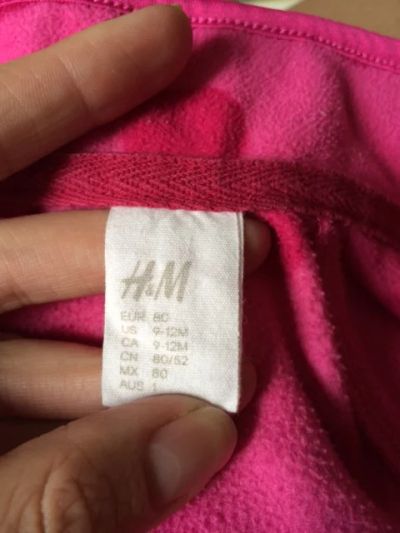 H&M
EUR 80
US 9-12M
CA 9-12M
CN 80/52
MX 80
AUS 1